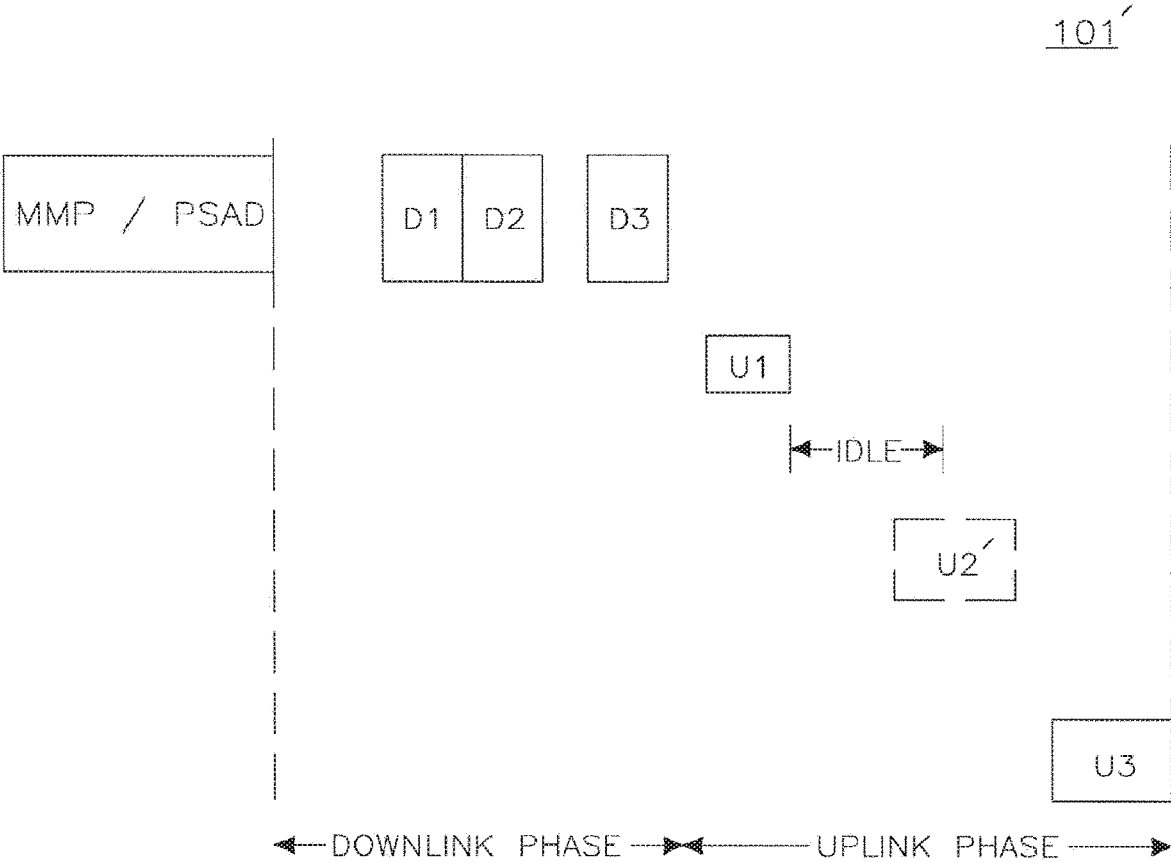 101′
MMP / PSAD
D1
D2
D3
U1
IDLE
U2′
U3
DOWNLINK PHASE
UPLINK PHASE